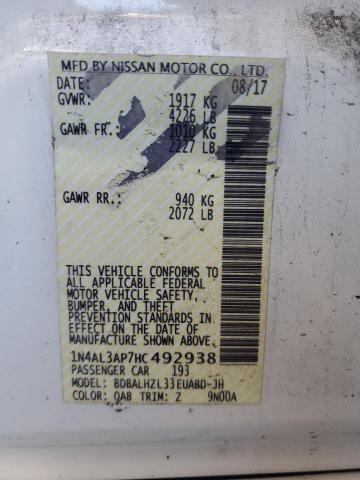 MFD BY NISSAN MOTOR CO., LTD.
DATE: 08/17
GVWR: 1917 KG
4226 LB
GAWR FR.: 1010 KG
2227 LB
GAWR RR.: 940 KG
2072 LB
THIS VEHICLE CONFORMS TO
ALL APPLICABLE FEDERAL
MOTOR VEHICLE SAFETY,
BUMPER, AND THEFT
PREVENTION STANDARDS IN
EFFECT ON THE DATE OF
MANUFACTURE SHOWN ABOVE.
1N4AL3AP7HC492938
PASSENGER CAR 193
MODEL: BDBALHZL33EUABD-JH
COLOR: QAB TRIM: Z 9N00A